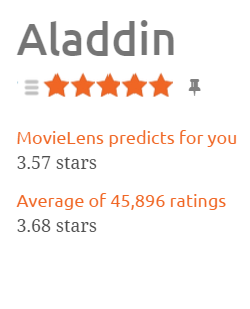 Aladdin
MovieLens predicts for you
3.57 stars
Average of 45,896 ratings
3.68 stars